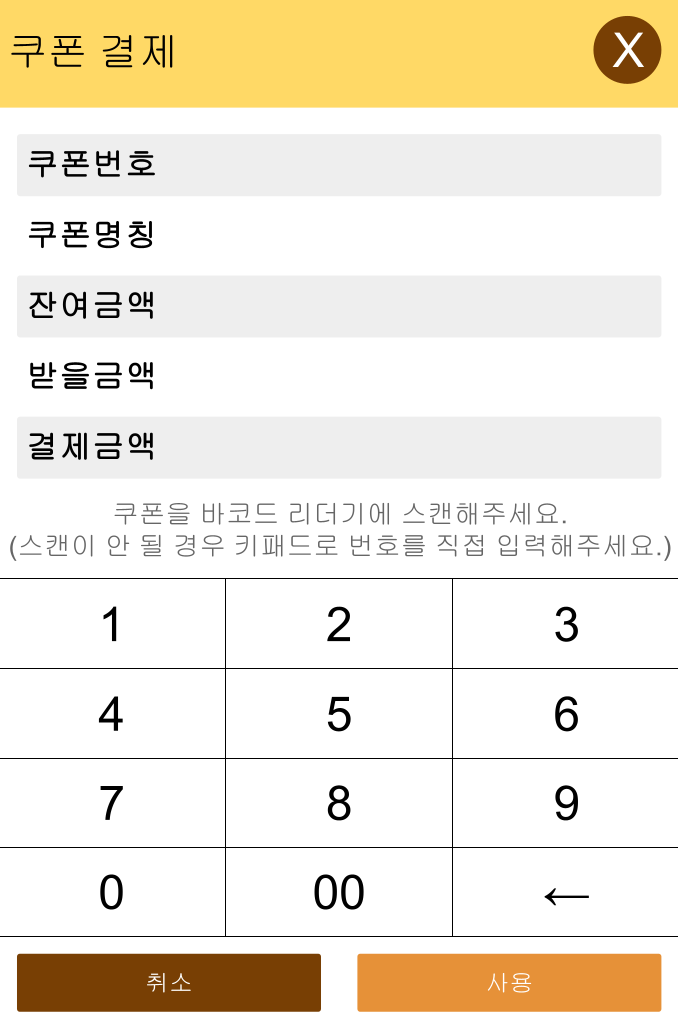 쿠폰 결제 X
쿠폰번호
쿠폰명칭
잔여금액
받을금액
결제금액
쿠폰을 바코드 리더기에 스캔해주세요.
(스캔이 안 될 경우 키패드로 번호를 직접 입력해주세요.)
1 2 3
4 5 6
7 8 9
0 00 ←
취소 사용